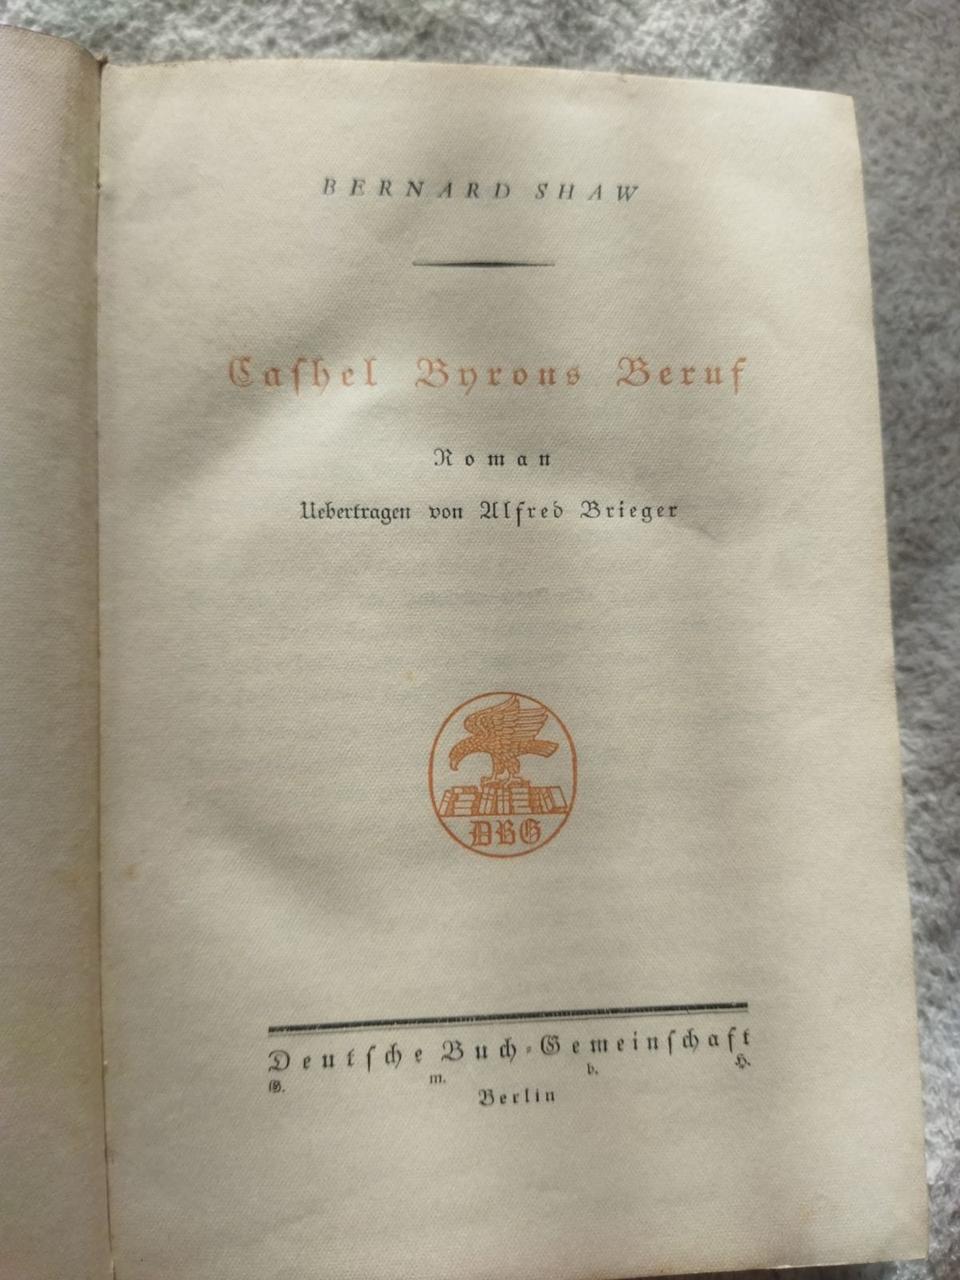 BERNARD SHAW
Caſhel Byrons Beruf
Roman
Uebertragen von Alfred Brieger
DBG
Deutſche Buch-Gemeinſchaft
G. m. b. H.
Berlin